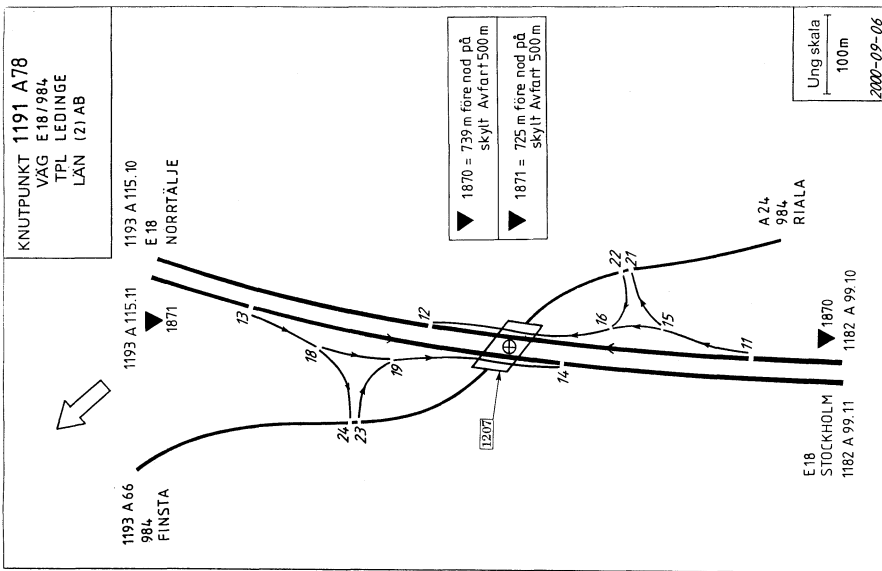 KNUTPUNKT 1191 A78
VÄG E18/984
TPL LEDINGE
LÄN (2) AB
1193 A 115.10
E 18
NORRTÄLJE
1193 A 115.11
1871
1193 A 66
984
FINSTA
13
18
19
24
23
12
14
1207
22
21
16
15
11
1870 = 739 m före nod på
skylt Avfart 500 m
1871 = 725 m före nod på
skylt Avfart 500 m
A 24
984
RIALA
E18
STOCKHOLM
1182 A 99.11
1870
1182 A 99.10
Ung skala
100m
2000-09-06